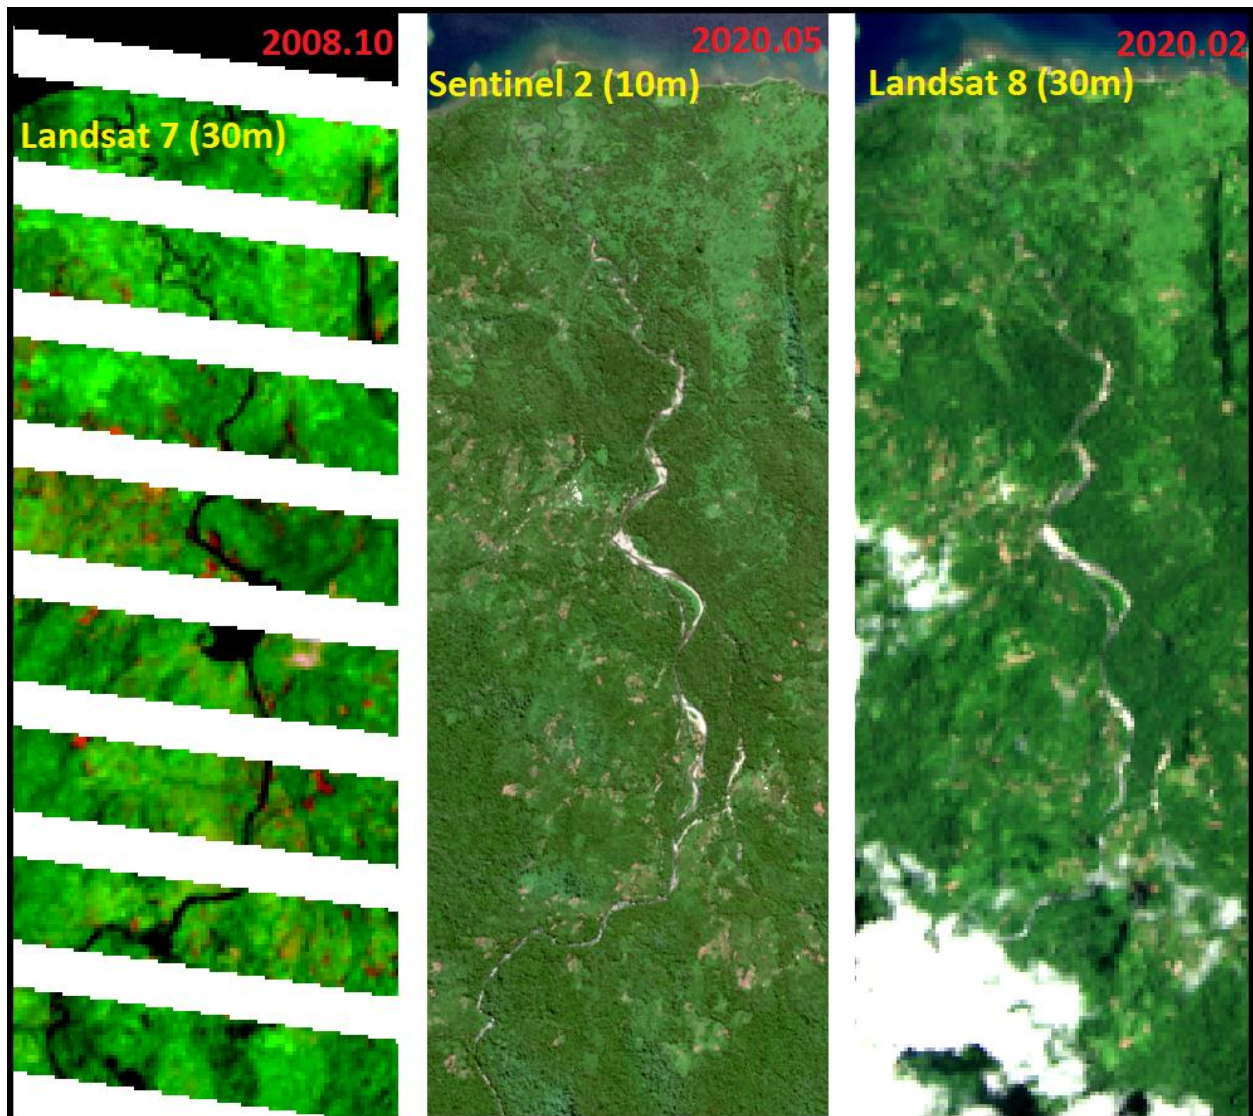 2008.10
Landsat 7 (30m)
2020.05
Sentinel 2 (10m)
2020.02
Landsat 8 (30m)